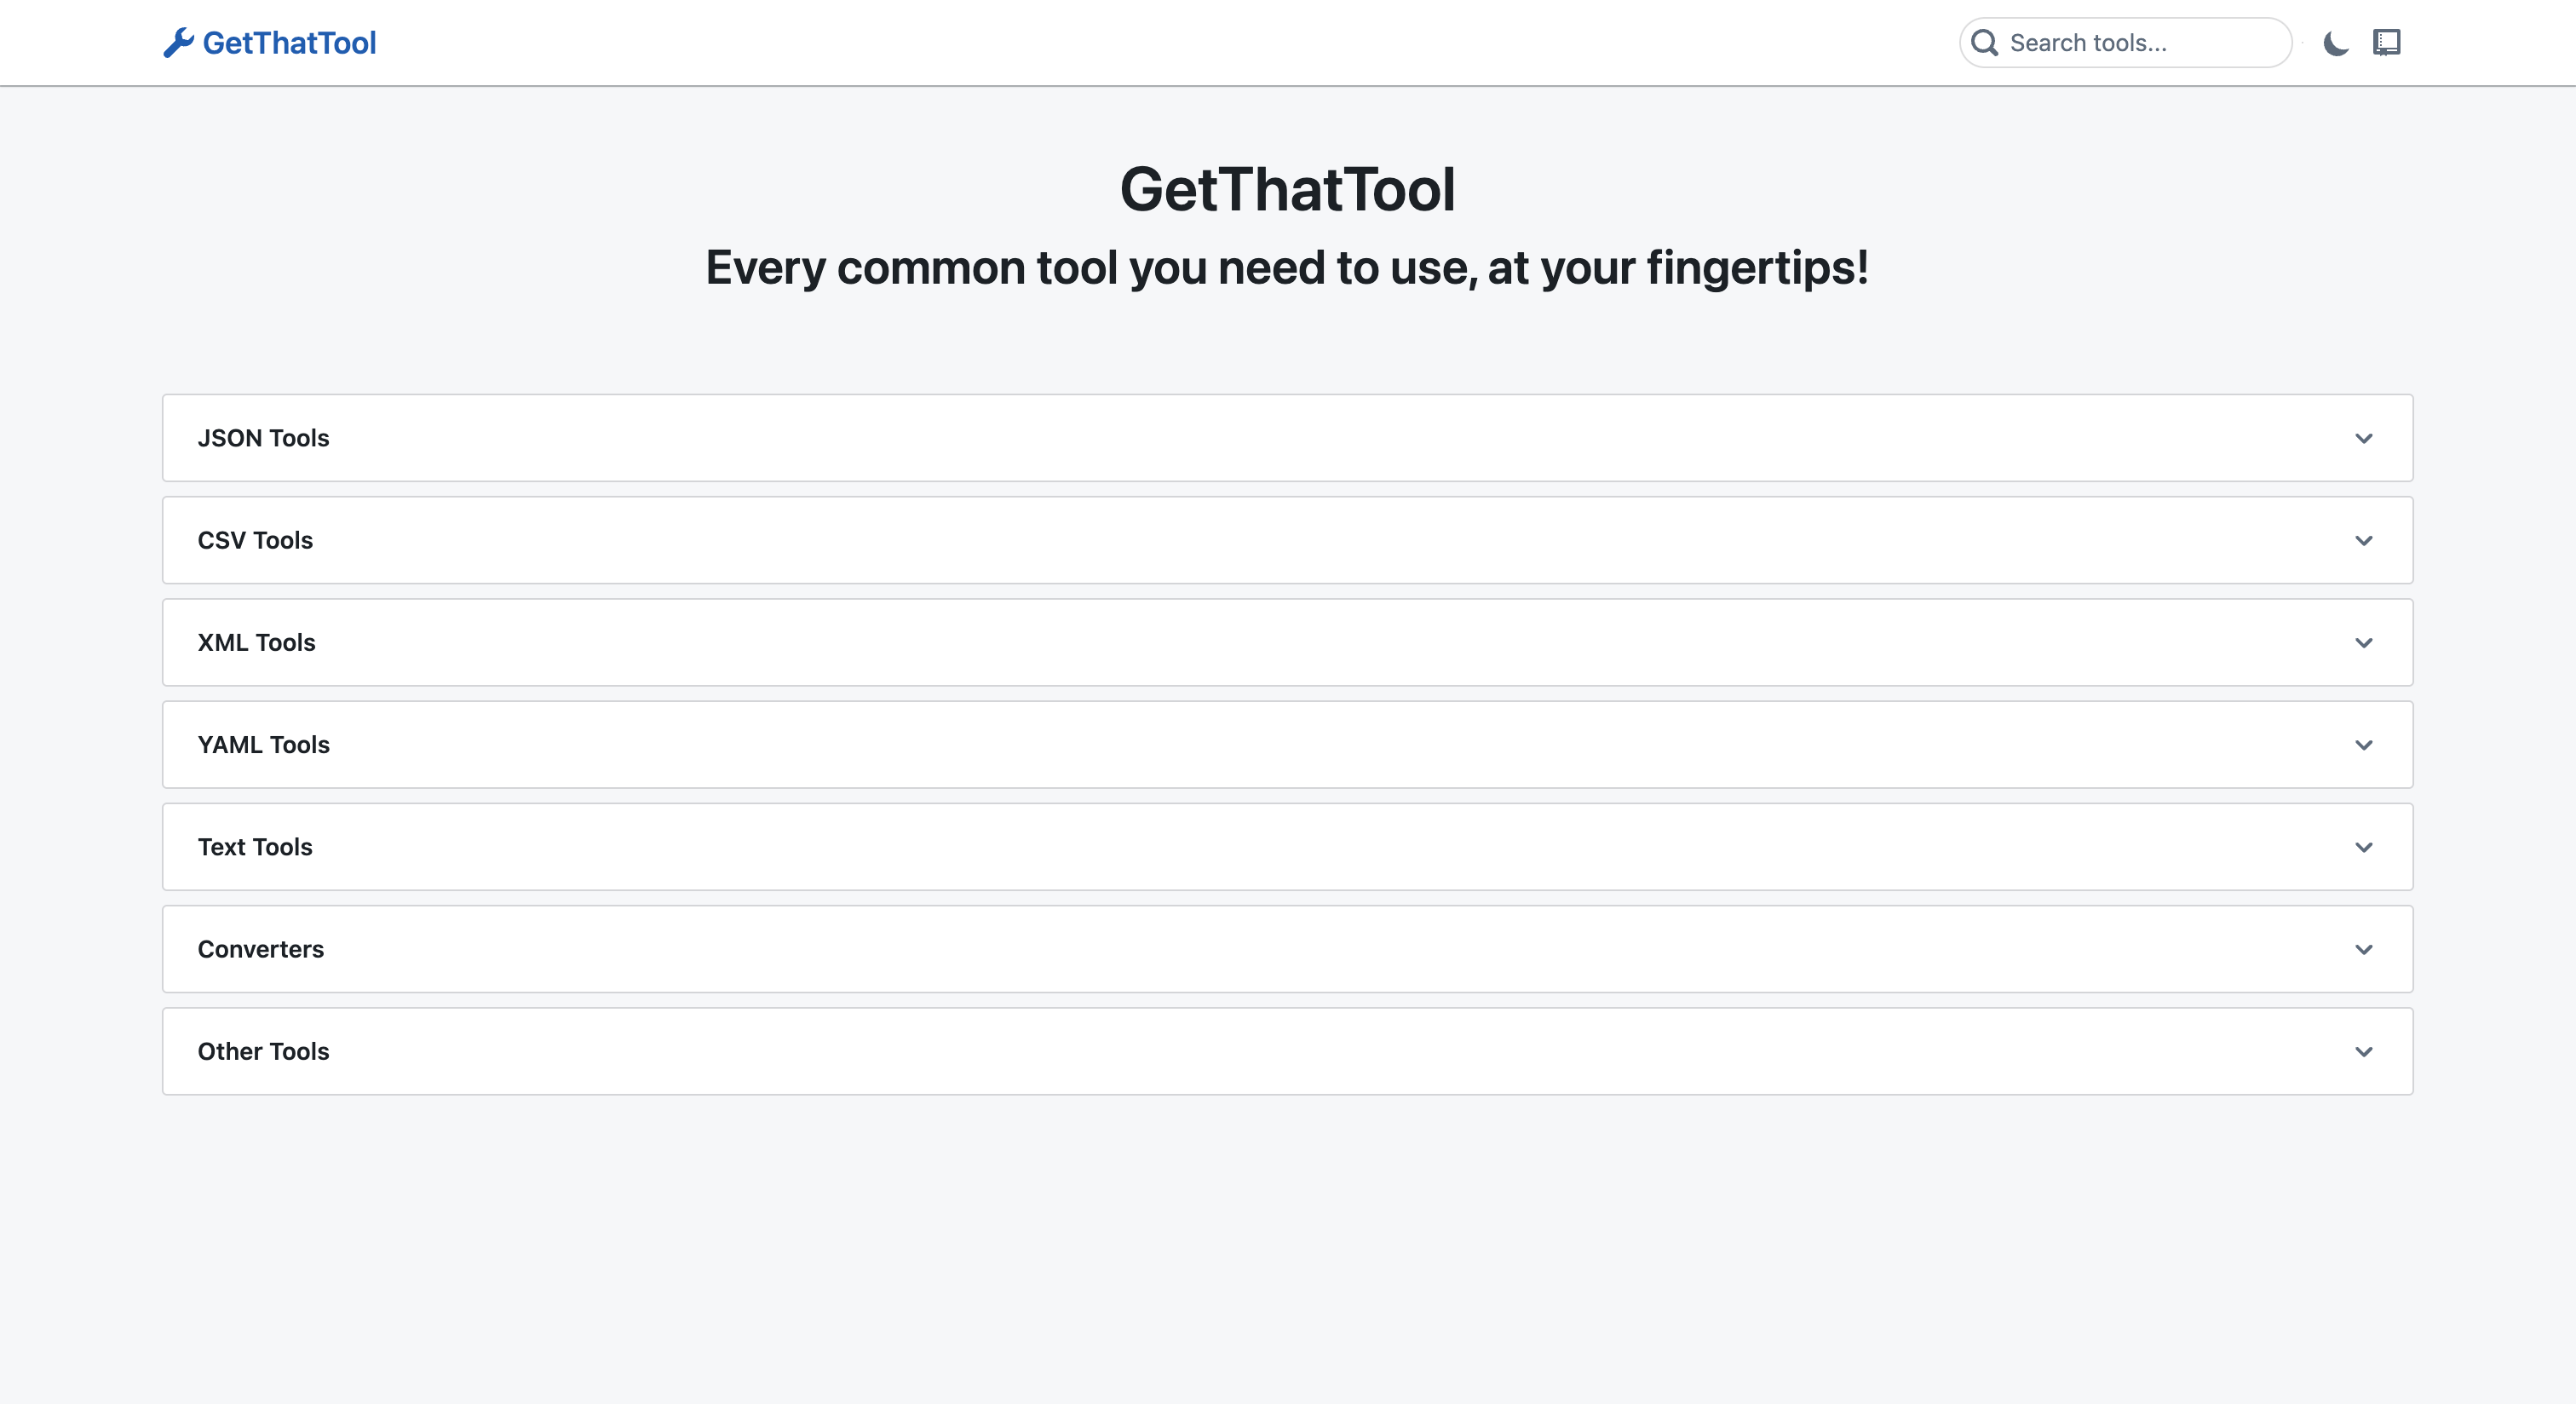 GetThatTool
Search tools...
GetThatTool
Every common tool you need to use, at your fingertips!
JSON Tools
CSV Tools
XML Tools
YAML Tools
Text Tools
Converters
Other Tools